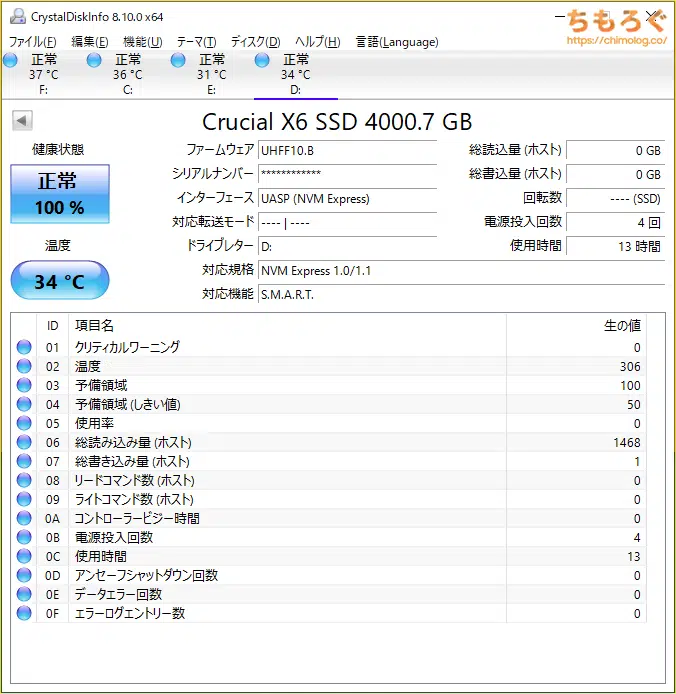 CrystalDiskInfo 8.10.0 x64
ちもろぐ
https://chimolog.co/
ファイル(F) 編集(E) 機能(U) テーマ(T) ディスク(D) ヘルプ(H) 言語(Language)
正常 正常 正常 正常
37 °C 36 °C 31 °C 34 °C
F: C: E: D:
Crucial X6 SSD 4000.7 GB
健康状態
正常
100 %
温度
34 °C
ファームウェア UHFF10.B
シリアルナンバー ************
インターフェース UASP (NVM Express)
対応転送モード ---- | ----
ドライブレター D:
対応規格 NVM Express 1.0/1.1
対応機能 S.M.A.R.T.
総読込量 (ホスト) 0 GB
総書込量 (ホスト) 0 GB
回転数 ---- (SSD)
電源投入回数 4 回
使用時間 13 時間
ID 項目名 生の値
01 クリティカルワーニング 0
02 温度 306
03 予備領域 100
04 予備領域 (しきい値) 50
05 使用率 0
06 総読み込み量 (ホスト) 1468
07 総書き込み量 (ホスト) 1
08 リードコマンド数 (ホスト) 0
09 ライトコマンド数 (ホスト) 0
0A コントローラービジー時間 0
0B 電源投入回数 4
0C 使用時間 13
0D アンセーフシャットダウン回数 0
0E データエラー回数 0
0F エラーログエントリー数 0